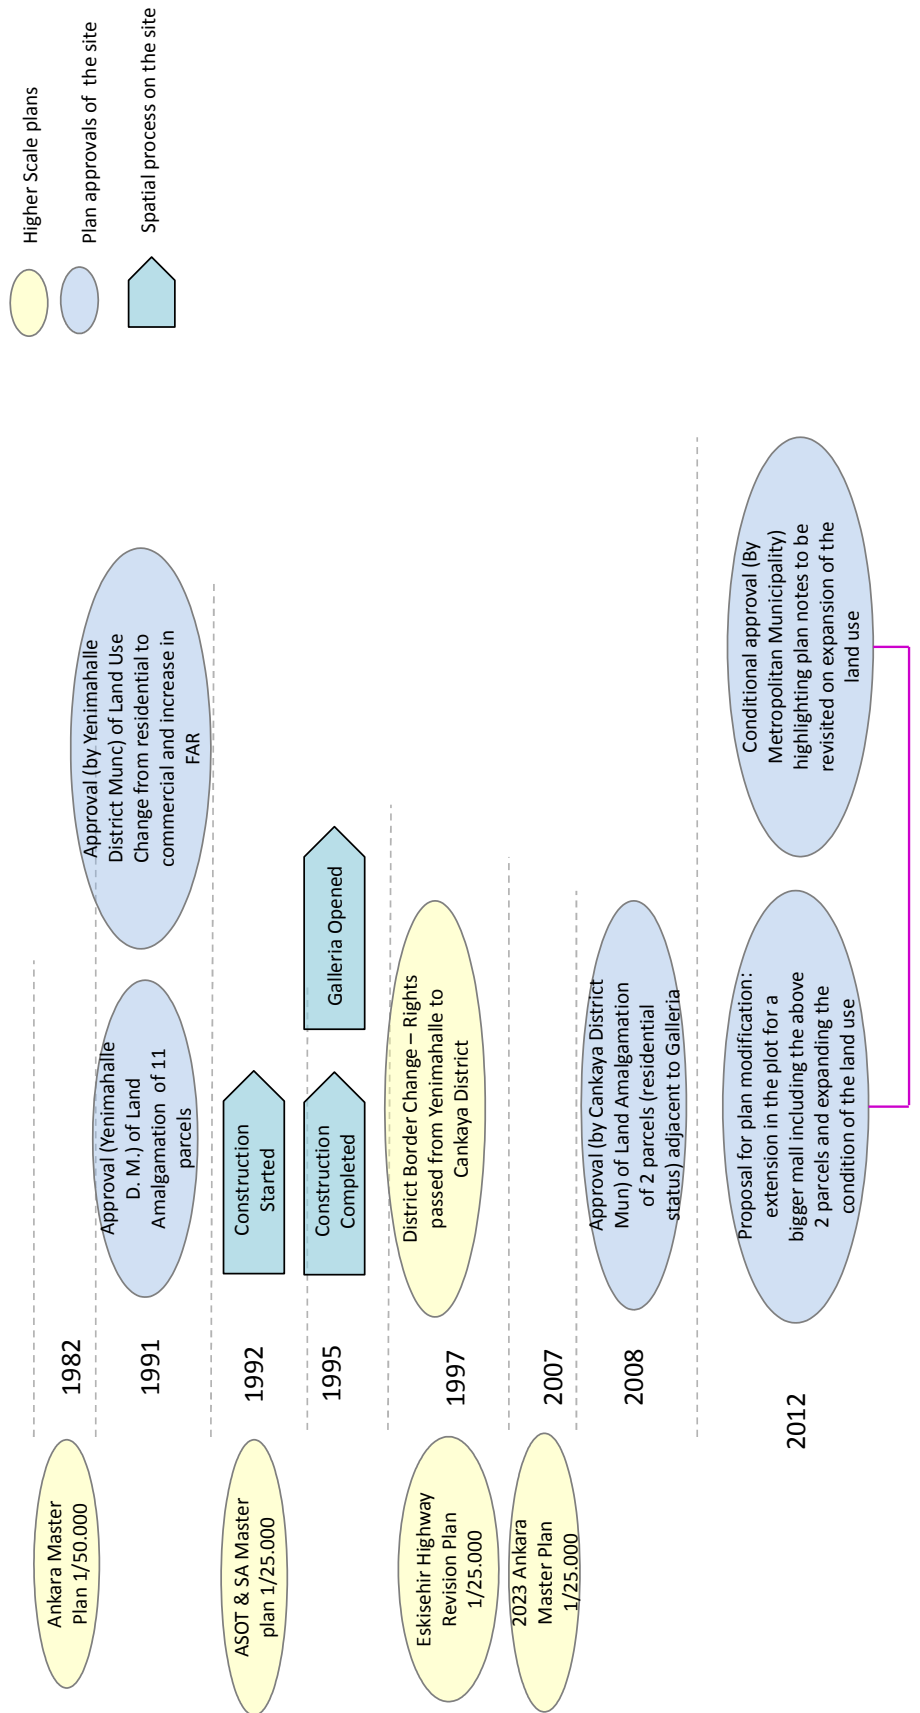 Higher Scale plans
Plan approvals of the site
Spatial process on the site
Ankara Master
Plan 1/50.000
1982
1991
Approval (Yenimahalle
D. M.) of Land
Amalgamation of 11
parcels
Approval (by Yenimahalle
District Munc) of Land Use
Change from residential to
commercial and increase in
FAR
ASOT & SA Master
plan 1/25.000
1992
Construction
Started
1995
Construction
Completed
Galleria Opened
Eskisehir Highway
Revision Plan
1/25.000
1997
District Border Change – Rights
passed from Yenimahalle to
Cankaya District
2023 Ankara
Master Plan
1/25.000
2007
2008
Approval (by Cankaya District
Mun) of Land Amalgamation
of 2 parcels (residential
status) adjacent to Galleria
2012
Proposal for plan modification:
extension in the plot for a
bigger mall including the above
2 parcels and expanding the
condition of the land use
Conditional approval (By
Metropolitan Municipality)
highlighting plan notes to be
revisited on expansion of the
land use